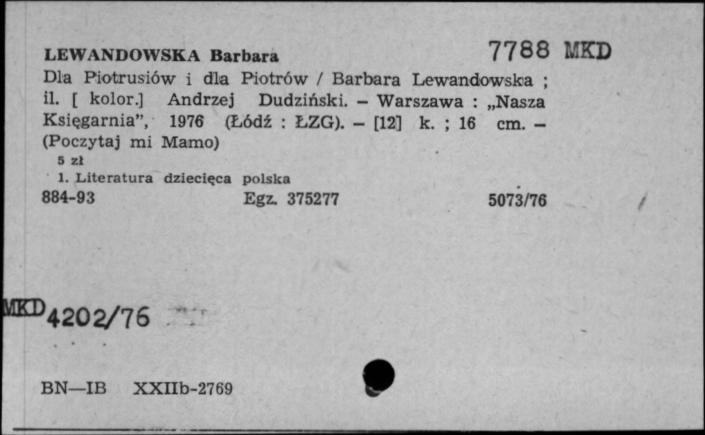 LEWANDOWSKA Barbara 7788 MKD
Dla Piotrusiów i dla Piotrów / Barbara Lewandowska ;
il. [ kolor.] Andrzej Dudziński. — Warszawa : „Nasza
Księgarnia”, 1976 (Łódź : ŁZG). — [12] k. ; 16 cm. —
(Poczytaj mi Mamo)
5 zł
1. Literatura dziecięca polska
884-93 Egz. 375277 5073/76
MKD 4202/76
BN—IB XXIIb-2769